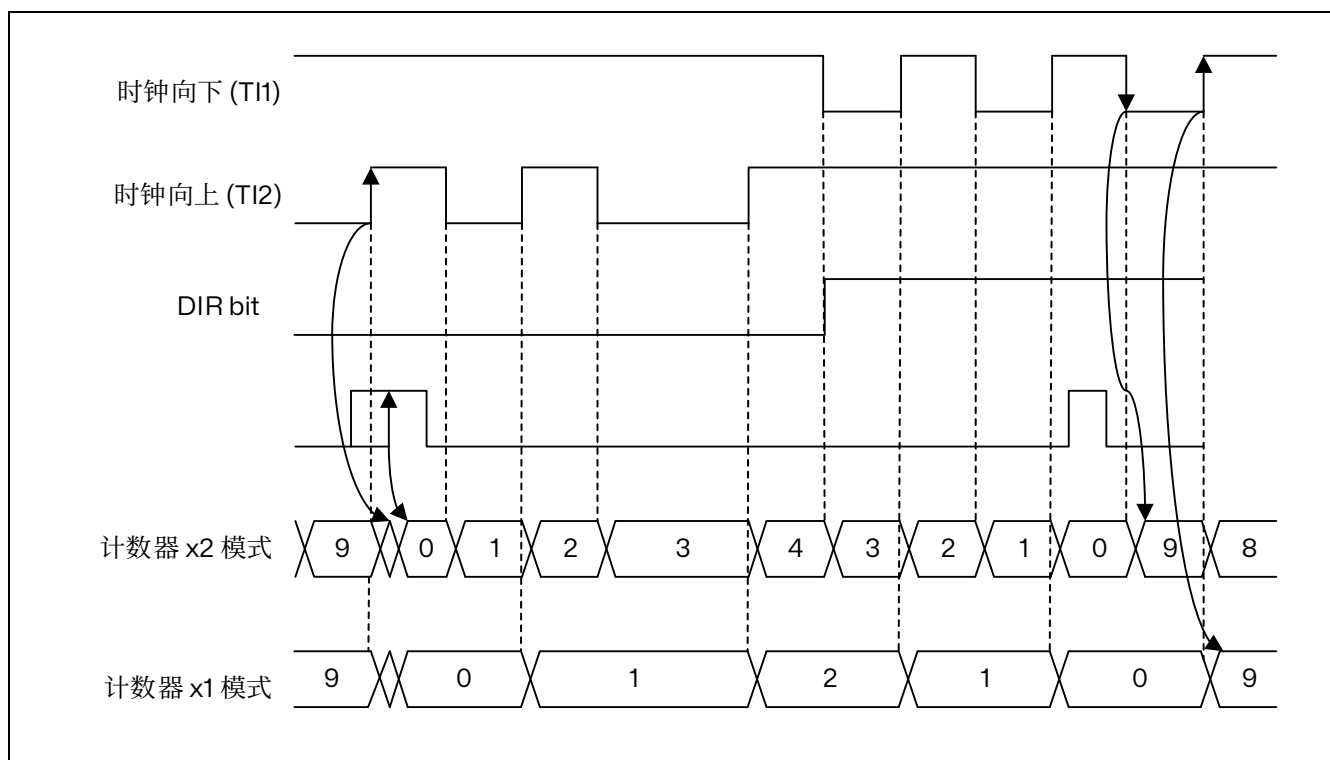 时钟向下 (TI1)
时钟向上 (TI2)
DIR bit
计数器 x2 模式 9 0 1 2 3 4 3 2 1 0 9 8
计数器 x1 模式 9 0 1 2 1 0 9